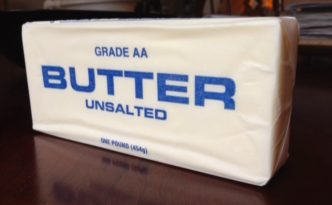 GRADE AA
BUTTER
UNSALTED
ONE POUND (454g)